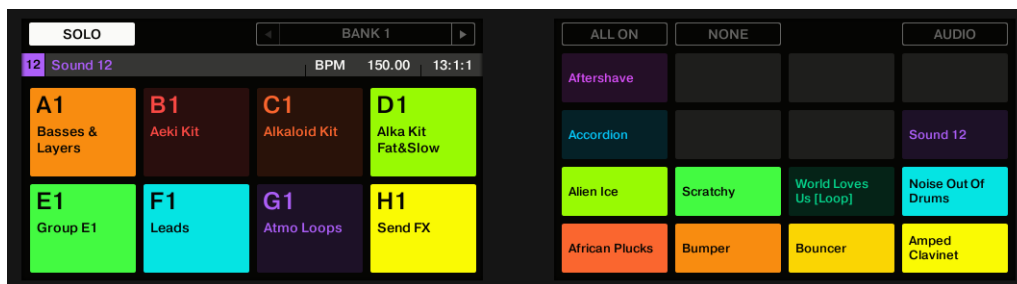 SOLO
BANK 1
12 Sound 12
BPM 150.00 13:1:1
A1
Basses &
Layers
B1
Aeki Kit
C1
Alkaloid Kit
D1
Alka Kit
Fat&Slow
E1
Group E1
F1
Leads
G1
Atmo Loops
H1
Send FX
ALL ON
NONE
AUDIO
Aftershave
Accordion
Sound 12
Alien Ice
Scratchy
World Loves
Us [Loop]
Noise Out Of
Drums
African Plucks
Bumper
Bouncer
Amped
Clavinet